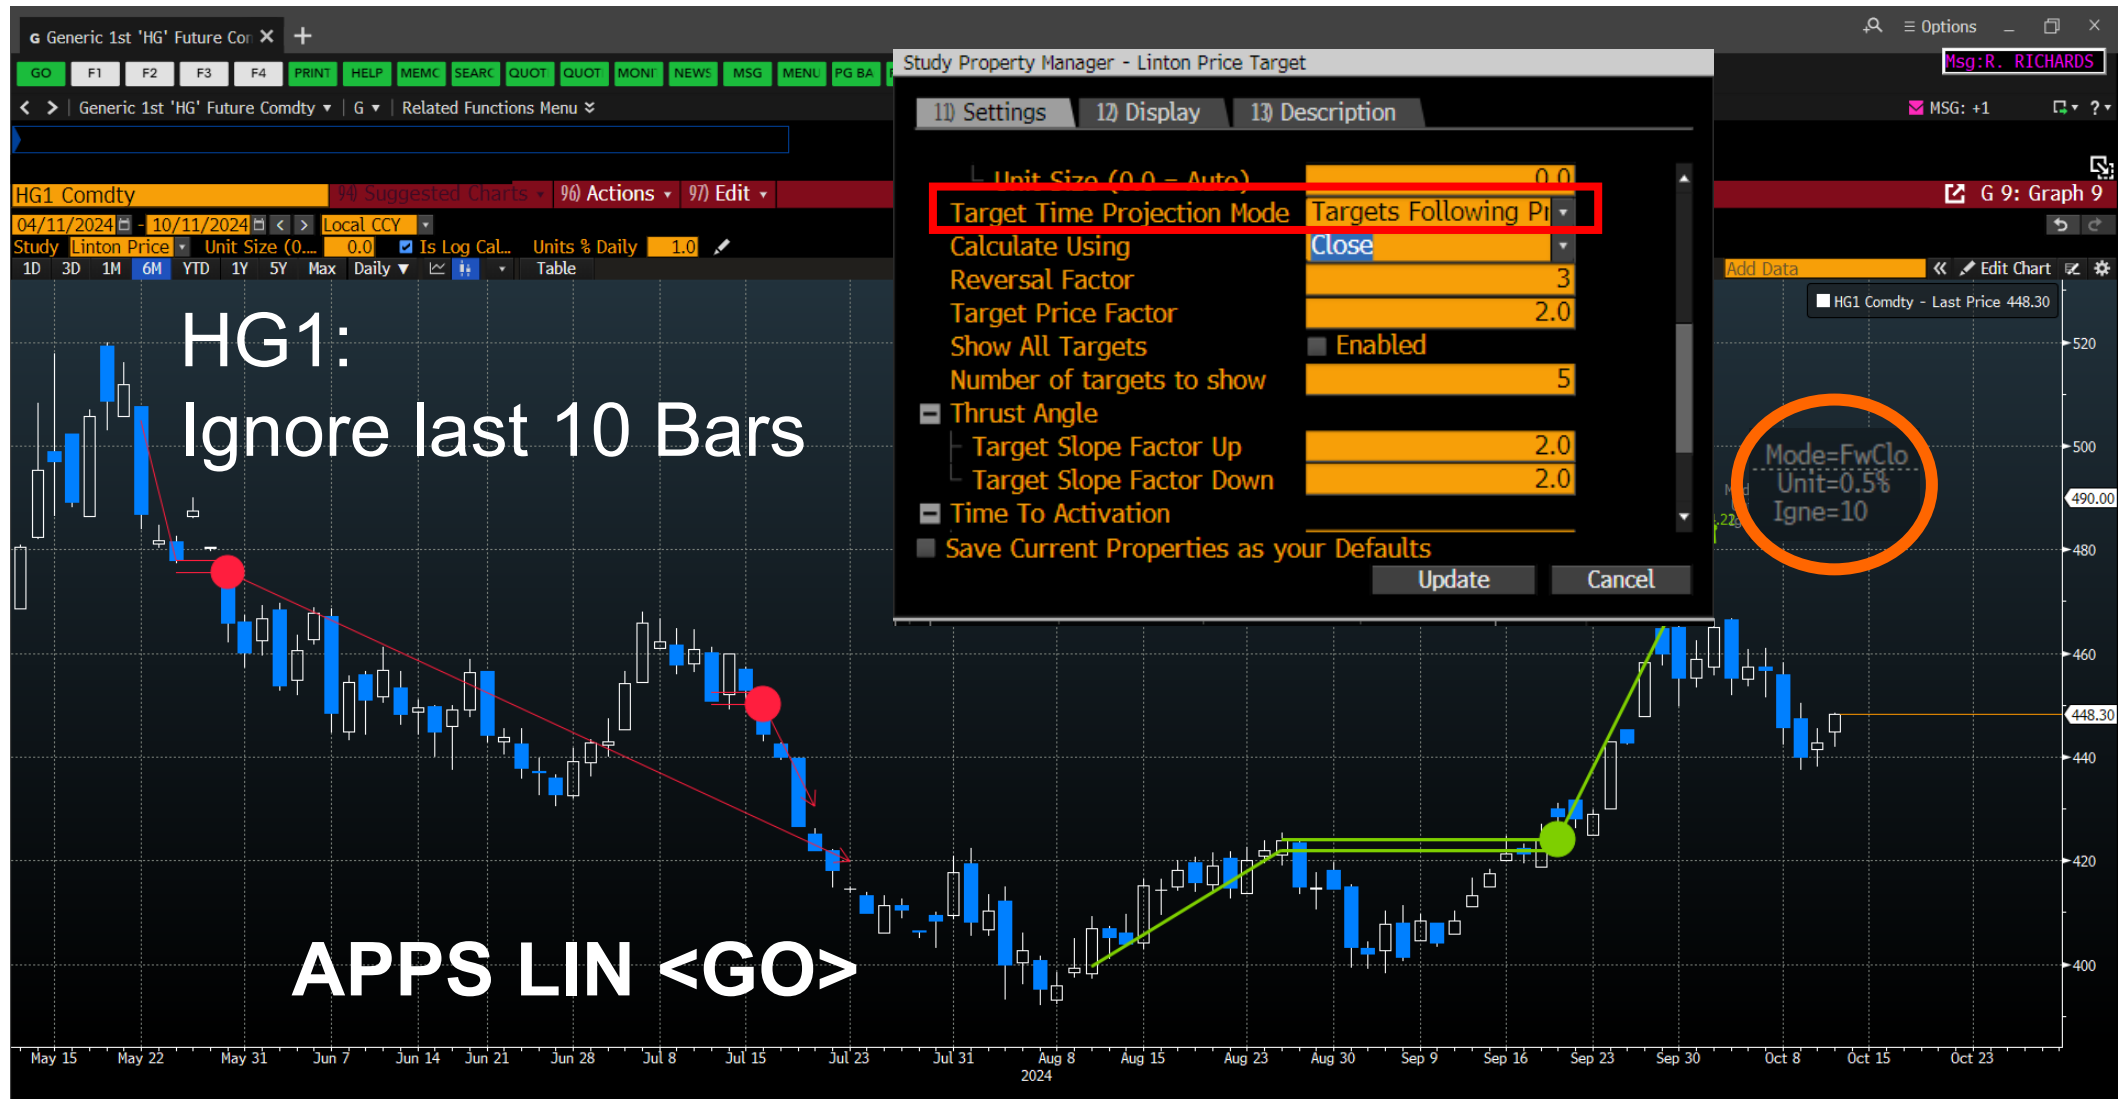 G Generic 1st 'HG' Future Con
Options
GO F1 F2 F3 F4 PRINT HELP MEMC SEARC QUOTI QUOTI MONIT NEWS MSG MENU PG BA
Msg:R. RICHARDS
Generic 1st 'HG' Future Comdty G Related Functions Menu
MSG: +1 ?
HG1 Comdty 94) Suggested Charts 96) Actions 97) Edit
G 9: Graph 9
04/11/2024 - 10/11/2024 Local CCY
Study Linton Price Unit Size (0.... 0.0 Is Log Cal... Units % Daily 1.0
1D 3D 1M 6M YTD 1Y 5Y Max Daily Table
Add Data « Edit Chart
HG1 Comdty - Last Price 448.30
Study Property Manager - Linton Price Target
11) Settings 12) Display 13) Description
Unit Size (0.0 = Auto) 0.0
Target Time Projection Mode Targets Following Pr
Calculate Using Close
Reversal Factor 3
Target Price Factor 2.0
Show All Targets Enabled
Number of targets to show 5
Thrust Angle
Target Slope Factor Up 2.0
Target Slope Factor Down 2.0
Time To Activation
Save Current Properties as your Defaults
Update Cancel
HG1:
Ignore last 10 Bars
APPS LIN <GO>
Mode=FwClo
Unit=0.5%
Igne=10
520
500
490.00
480
460
448.30
440
420
400
May 15 May 22 May 31 Jun 7 Jun 14 Jun 21 Jun 28 Jul 8 Jul 15 Jul 23 Jul 31 Aug 8 Aug 15 Aug 23 Aug 30 Sep 9 Sep 16 Sep 23 Sep 30 Oct 8 Oct 15 Oct 23
2024